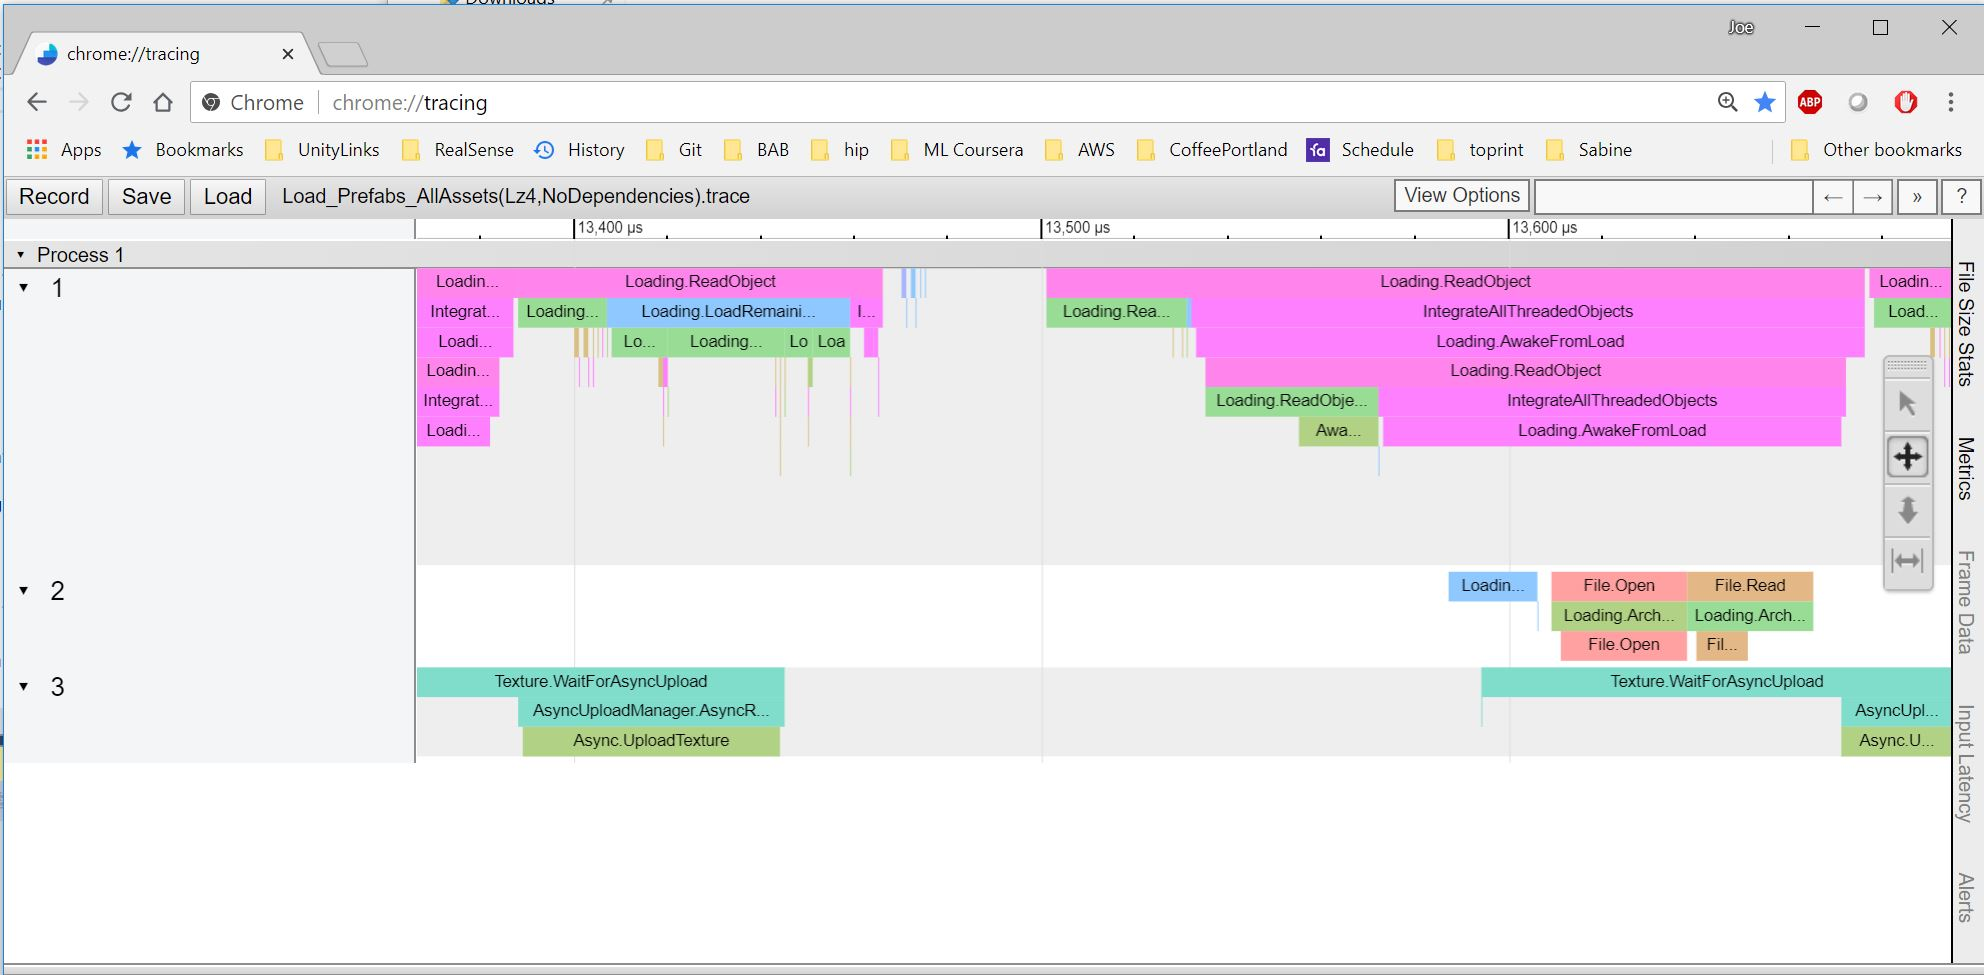 Downloads
Joe
chrome://tracing
Chrome chrome://tracing
ABP
Apps Bookmarks UnityLinks RealSense History Git BAB hip ML Coursera AWS CoffeePortland fa Schedule toprint Sabine Other bookmarks
Record Save Load Load_Prefabs_AllAssets(Lz4,NoDependencies).trace View Options ← → » ?
13,400 µs 13,500 µs 13,600 µs
Process 1
1
Loadin... Loading.ReadObject Loading.ReadObject Loadin...
Integrat... Loading... Loading.LoadRemaini... I... Loading.Rea... IntegrateAllThreadedObjects Load...
Loadi... Lo... Loading... Lo Loa Loading.AwakeFromLoad
Loadin... Loading.ReadObject
Integrat... Loading.ReadObje... IntegrateAllThreadedObjects
Loadi... Awa... Loading.AwakeFromLoad
2
Loadin... File.Open File.Read
Loading.Arch... Loading.Arch...
File.Open Fil...
3
Texture.WaitForAsyncUpload Texture.WaitForAsyncUpload
AsyncUploadManager.AsyncR... AsyncUpl...
Async.UploadTexture Async.U...
File Size Stats
Metrics
Frame Data
Input Latency
Alerts